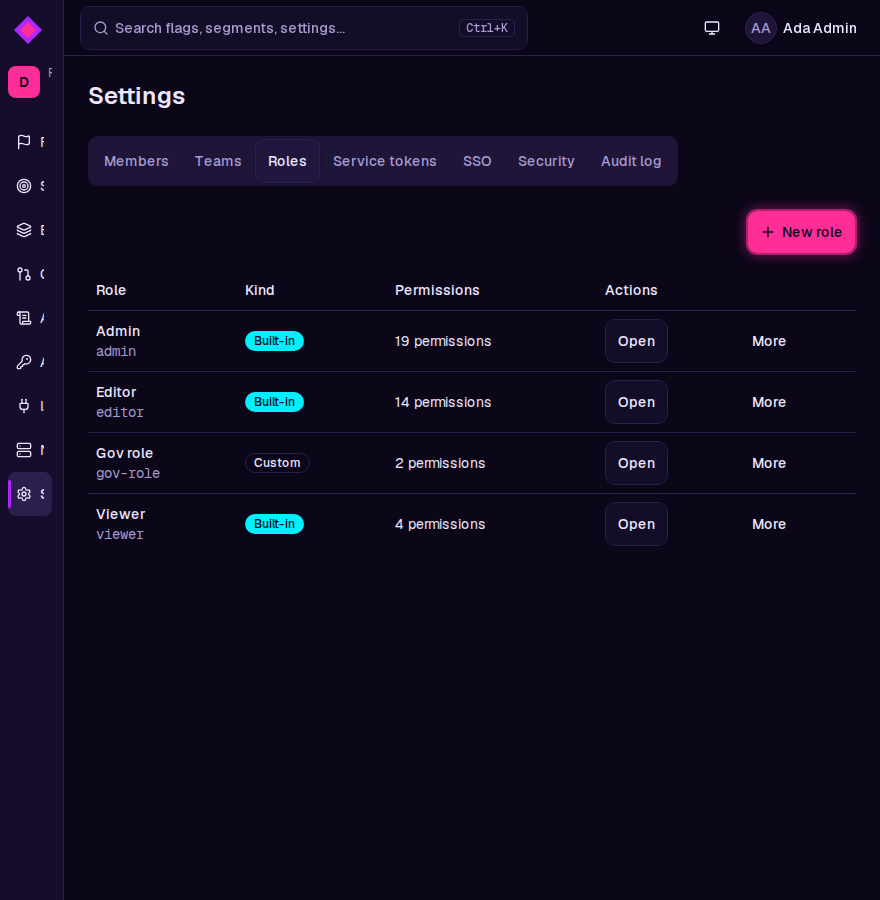 Search flags, segments, settings...
Ctrl+K
AA
Ada Admin
D
Settings
Members
Teams
Roles
Service tokens
SSO
Security
Audit log
+ New role
Role
Kind
Permissions
Actions
Admin
admin
Built-in
19 permissions
Open
More
Editor
editor
Built-in
14 permissions
Open
More
Gov role
gov-role
Custom
2 permissions
Open
More
Viewer
viewer
Built-in
4 permissions
Open
More